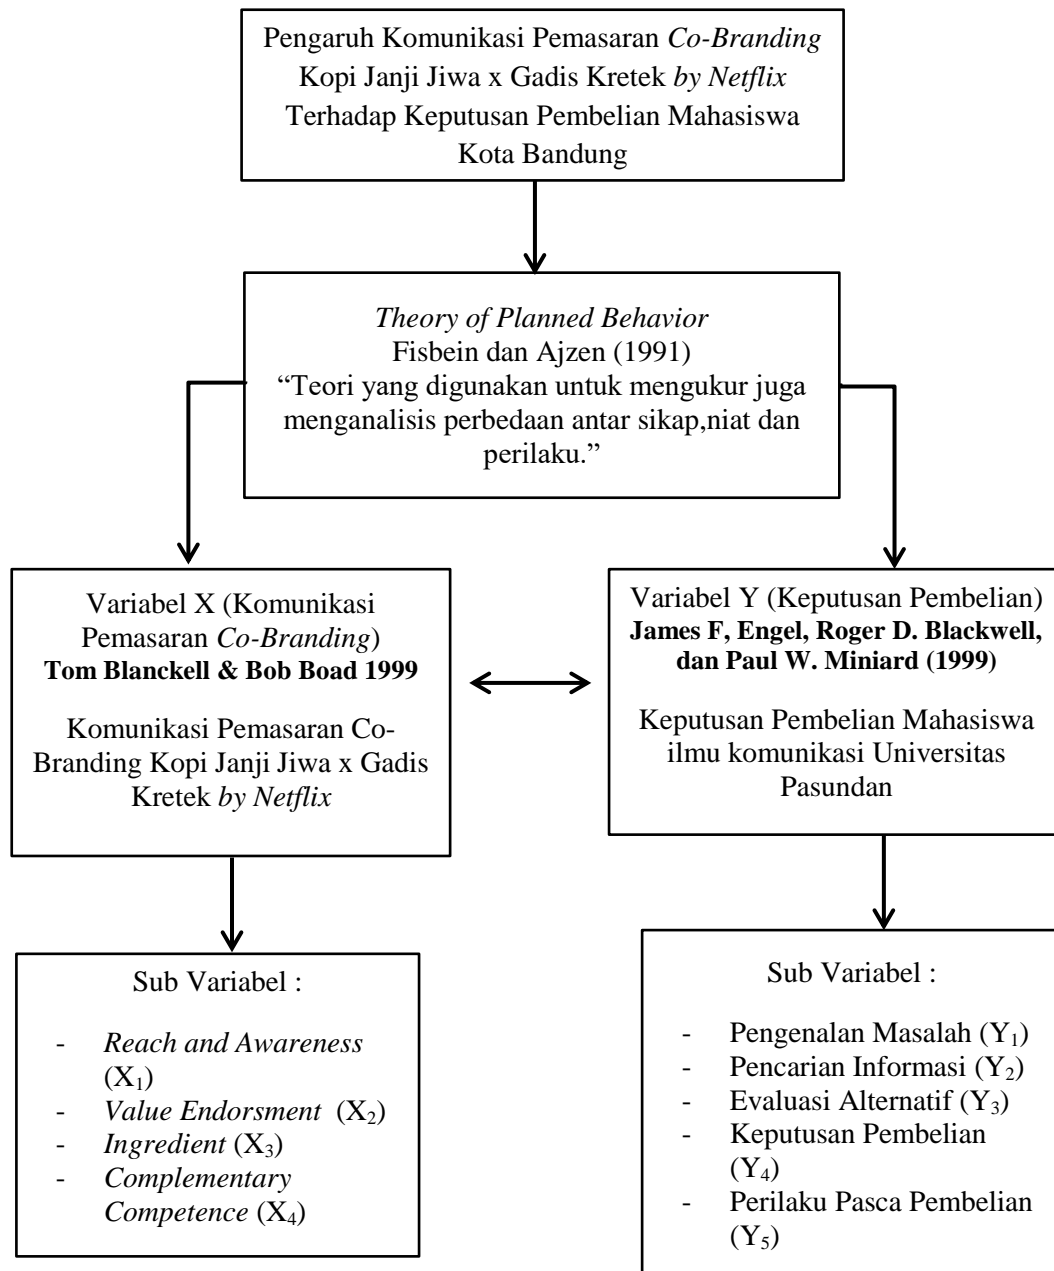 Pengaruh Komunikasi Pemasaran Co-Branding
Kopi Janji Jiwa x Gadis Kretek by Netflix
Terhadap Keputusan Pembelian Mahasiswa
Kota Bandung
Theory of Planned Behavior
Fisbein dan Ajzen (1991)
“Teori yang digunakan untuk mengukur juga
menganalisis perbedaan antar sikap,niat dan
perilaku.”
Variabel X (Komunikasi
Pemasaran Co-Branding)
Tom Blanckell & Bob Boad 1999
Komunikasi Pemasaran Co-
Branding Kopi Janji Jiwa x Gadis
Kretek by Netflix
Variabel Y (Keputusan Pembelian)
James F, Engel, Roger D. Blackwell,
dan Paul W. Miniard (1999)
Keputusan Pembelian Mahasiswa
ilmu komunikasi Universitas
Pasundan
Sub Variabel :
- Reach and Awareness
(X₁)
- Value Endorsment (X₂)
- Ingredient (X₃)
- Complementary
Competence (X₄)
Sub Variabel :
- Pengenalan Masalah (Y₁)
- Pencarian Informasi (Y₂)
- Evaluasi Alternatif (Y₃)
- Keputusan Pembelian
(Y₄)
- Perilaku Pasca Pembelian
(Y₅)